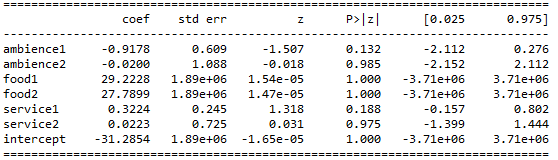 ==============================================================================
coef std err z P>|z| [0.025 0.975]
------------------------------------------------------------------------------
ambience1 -0.9178 0.609 -1.507 0.132 -2.112 0.276
ambience2 -0.0200 1.088 -0.018 0.985 -2.152 2.112
food1 29.2228 1.89e+06 1.54e-05 1.000 -3.71e+06 3.71e+06
food2 27.7899 1.89e+06 1.47e-05 1.000 -3.71e+06 3.71e+06
service1 0.3224 0.245 1.318 0.188 -0.157 0.802
service2 0.0223 0.725 0.031 0.975 -1.399 1.444
intercept -31.2854 1.89e+06 -1.65e-05 1.000 -3.71e+06 3.71e+06
==============================================================================